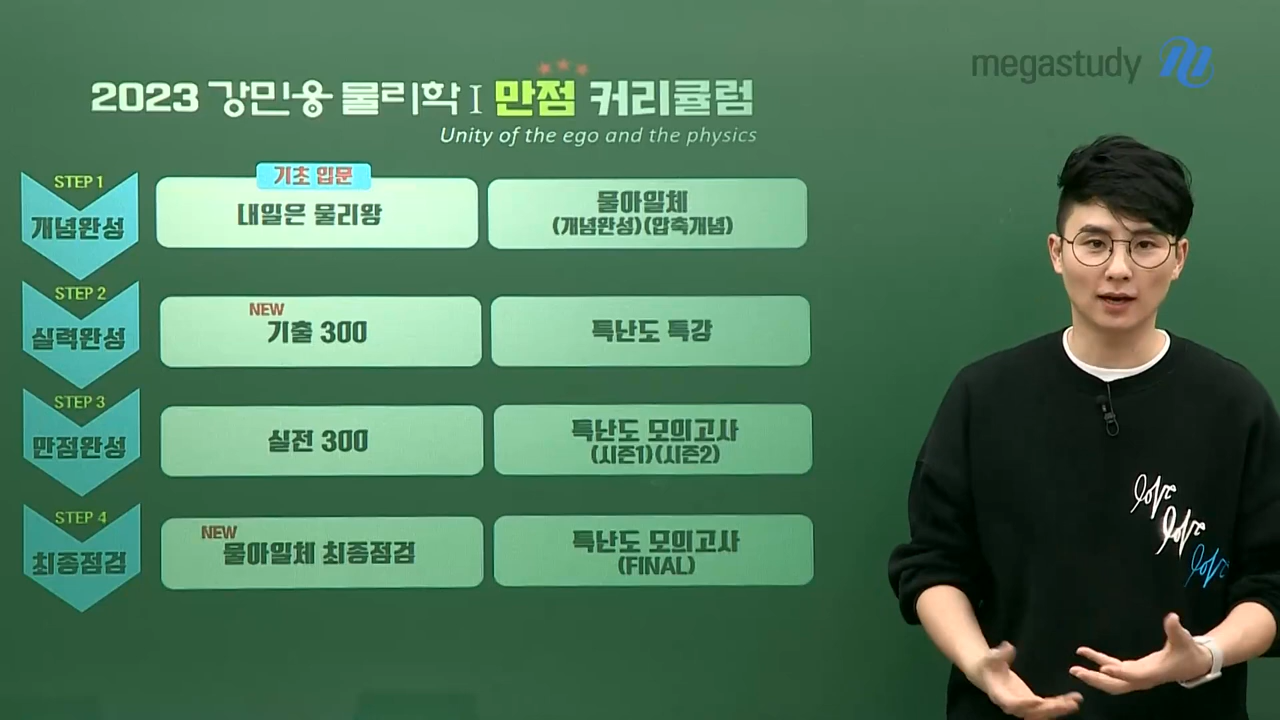 megastudy
2023 강민웅 물리학 I 만점 커리큘럼
Unity of the ego and the physics
STEP 1
개념완성
기초 입문
내일은 물리왕
물아일체
(개념완성)(압축개념)
STEP 2
실력완성
NEW
기출 300
특난도 특강
STEP 3
만점완성
실전 300
특난도 모의고사
(시즌1)(시즌2)
STEP 4
최종점검
NEW
물아일체 최종점검
특난도 모의고사
(FINAL)
love
love
love